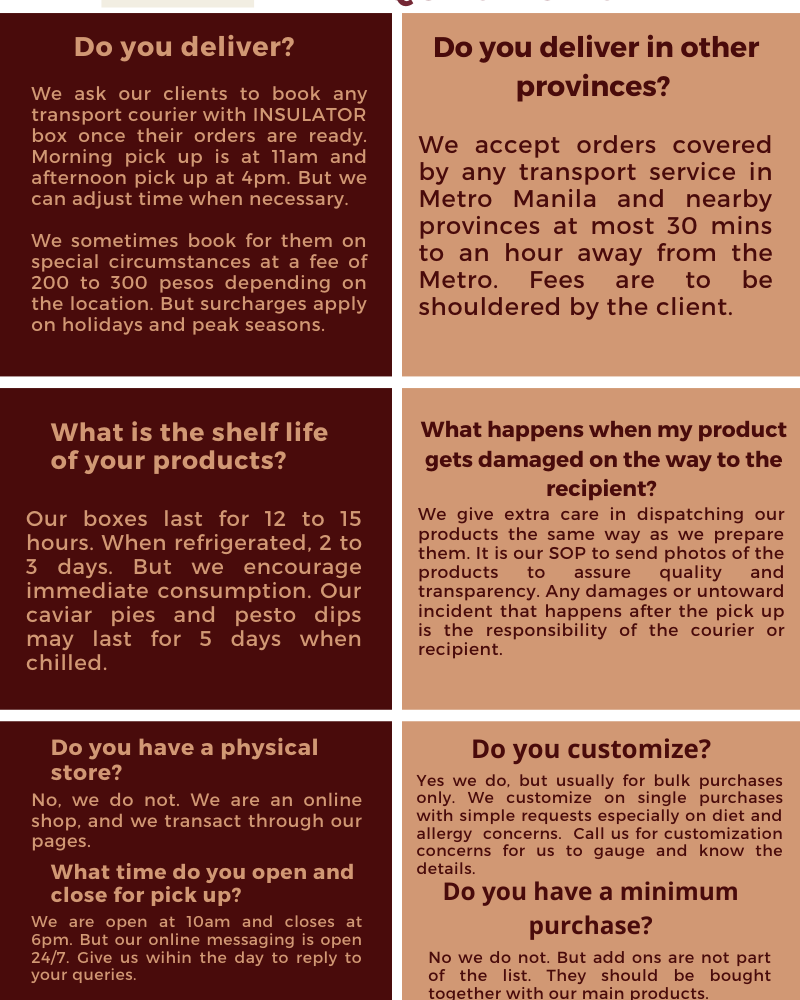 Do you deliver?
We ask our clients to book any
transport courier with INSULATOR
box once their orders are ready.
Morning pick up is at 11am and
afternoon pick up at 4pm. But we
can adjust time when necessary.
We sometimes book for them on
special circumstances at a fee of
200 to 300 pesos depending on
the location. But surcharges apply
on holidays and peak seasons.
Do you deliver in other
provinces?
We accept orders covered
by any transport service in
Metro Manila and nearby
provinces at most 30 mins
to an hour away from the
Metro. Fees are to be
shouldered by the client.
What is the shelf life
of your products?
Our boxes last for 12 to 15
hours. When refrigerated, 2 to
3 days. But we encourage
immediate consumption. Our
caviar pies and pesto dips
may last for 5 days when
chilled.
What happens when my product
gets damaged on the way to the
recipient?
We give extra care in dispatching our
products the same way as we prepare
them. It is our SOP to send photos of the
products to assure quality and
transparency. Any damages or untoward
incident that happens after the pick up
is the responsibility of the courier or
recipient.
Do you have a physical
store?
No, we do not. We are an online
shop, and we transact through our
pages.
What time do you open and
close for pick up?
We are open at 10am and closes at
6pm. But our online messaging is open
24/7. Give us wihin the day to reply to
your queries.
Do you customize?
Yes we do, but usually for bulk purchases
only. We customize on single purchases
with simple requests especially on diet and
allergy concerns. Call us for customization
concerns for us to gauge and know the
details.
Do you have a minimum
purchase?
No we do not. But add ons are not part
of the list. They should be bought
together with our main products.